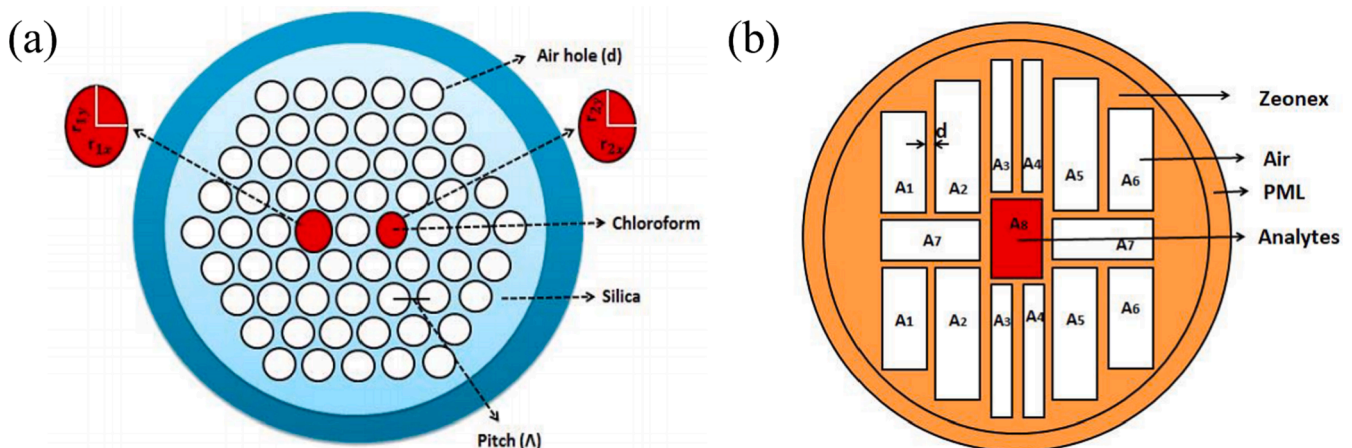 (a)
Air hole (d)
r1y
r1x
r2y
r2x
Chloroform
Silica
Pitch (Λ)
(b)
Zeonex
d
Air
PML
Analytes
A1
A2
A3
A4
A5
A6
A7
A8
A7
A1
A2
A3
A4
A5
A6